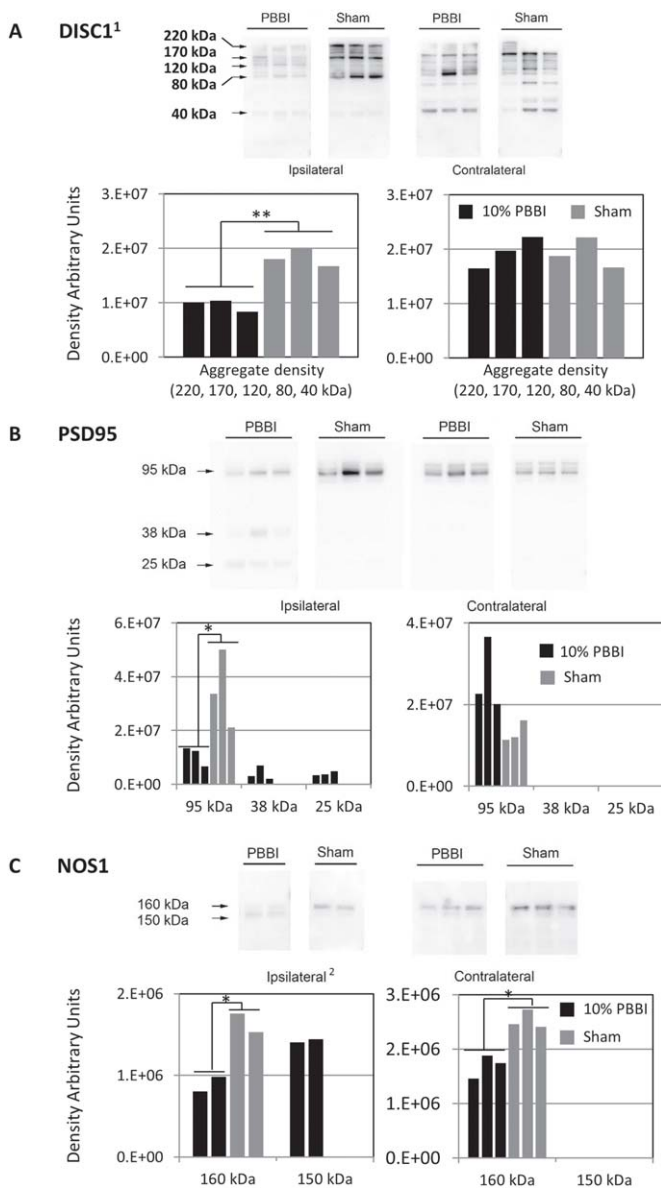 A DISC1¹
PBBI Sham PBBI Sham
220 kDa
170 kDa
120 kDa
80 kDa
40 kDa
Ipsilateral Contralateral
Density Arbitrary Units
3.E+07
2.E+07
1.E+07
0.E+00
**
Aggregate density
(220, 170, 120, 80, 40 kDa)
3.E+07
2.E+07
1.E+07
0.E+00
10% PBBI Sham
Aggregate density
(220, 170, 120, 80, 40 kDa)
B PSD95
PBBI Sham PBBI Sham
95 kDa
38 kDa
25 kDa
Ipsilateral Contralateral
Density Arbitrary Units
6.E+07
4.E+07
2.E+07
0.E+00
*
95 kDa 38 kDa 25 kDa
4.E+07
2.E+07
0.E+00
10% PBBI
Sham
95 kDa 38 kDa 25 kDa
C NOS1
PBBI Sham PBBI Sham
160 kDa
150 kDa
Ipsilateral ² Contralateral
Density Arbitrary Units
2.E+06
1.E+06
0.E+00
*
160 kDa 150 kDa
3.E+06
2.E+06
1.E+06
0.E+00
*
10% PBBI
Sham
160 kDa 150 kDa